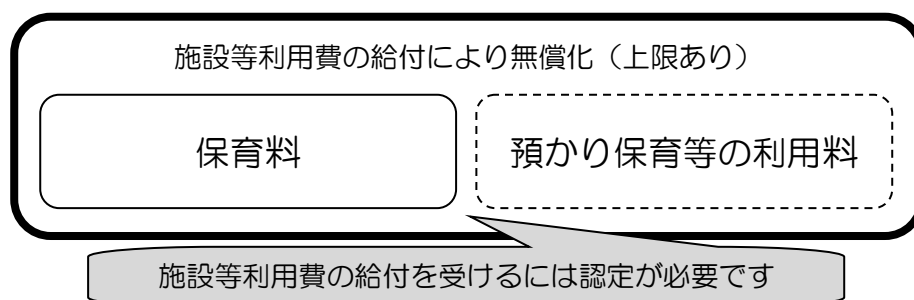 施設等利用費の給付により無償化（上限あり）
保育料
預かり保育等の利用料
施設等利用費の給付を受けるには認定が必要です